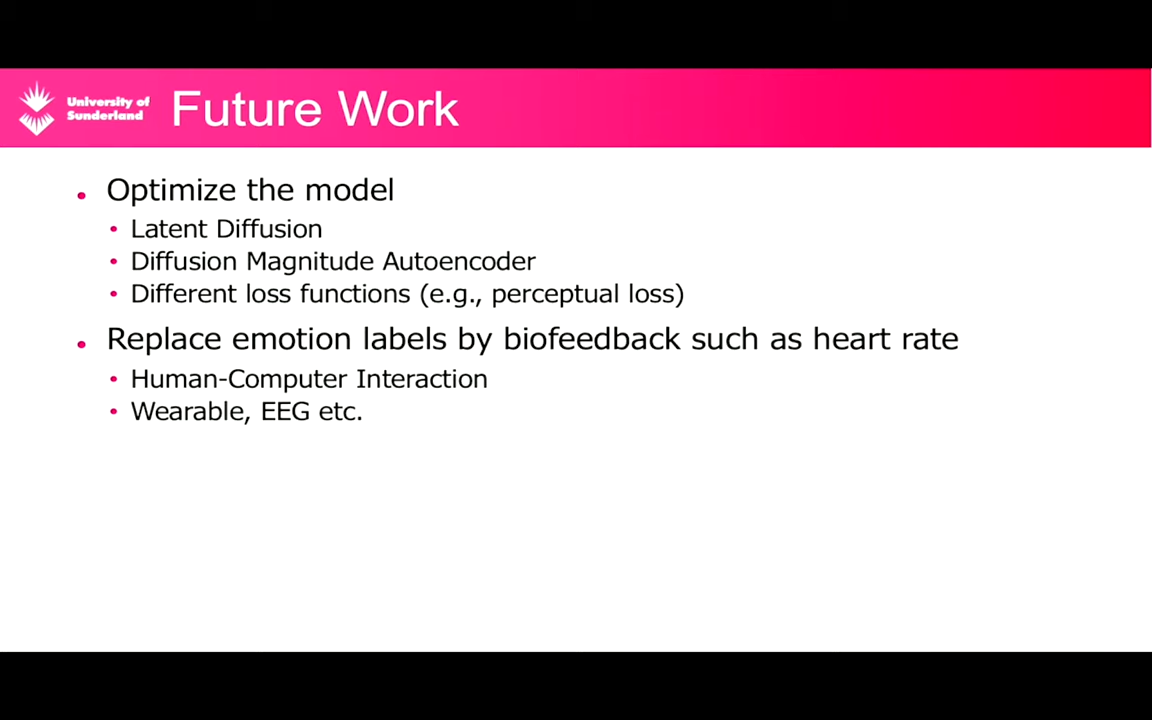 University of
Sunderland
Future Work
Optimize the model
Latent Diffusion
Diffusion Magnitude Autoencoder
Different loss functions (e.g., perceptual loss)
Replace emotion labels by biofeedback such as heart rate
Human-Computer Interaction
Wearable, EEG etc.